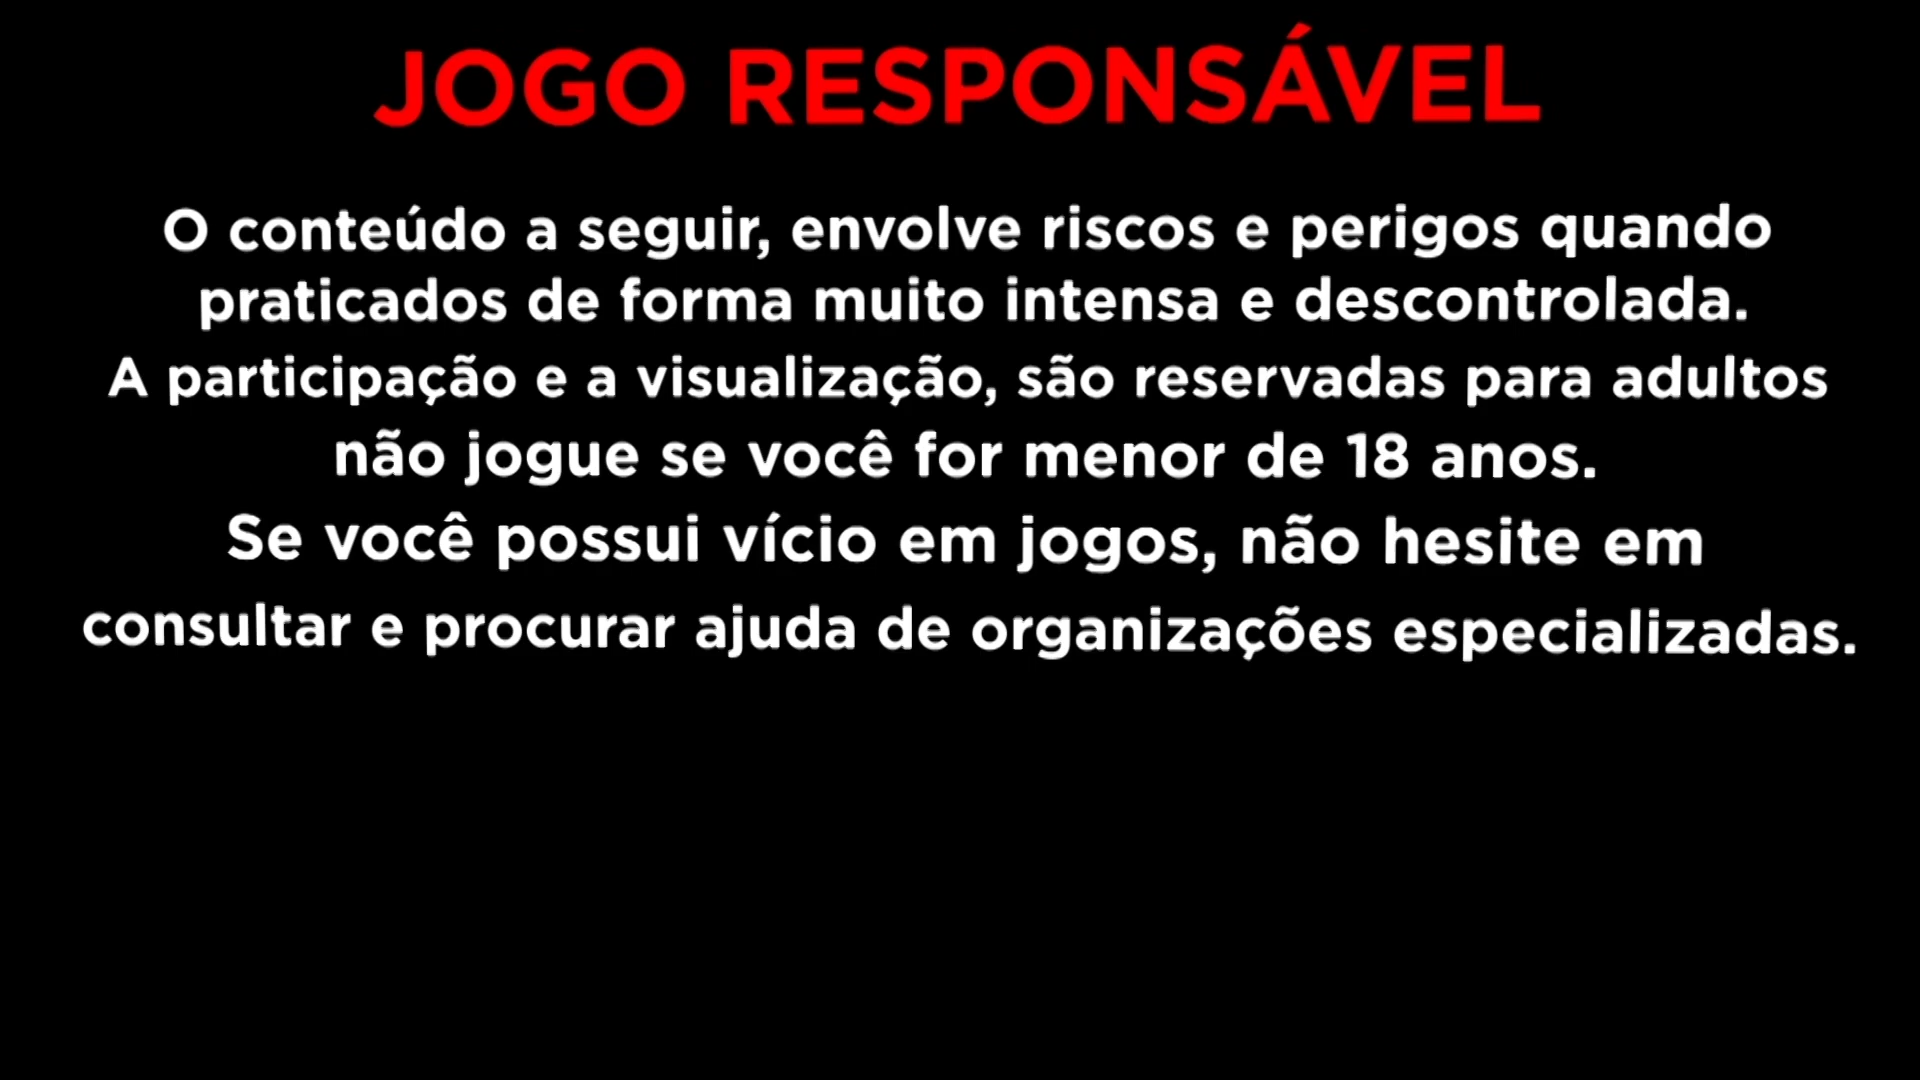 JOGO RESPONSÁVEL
O conteúdo a seguir, envolve riscos e perigos quando
praticados de forma muito intensa e descontrolada.
A participação e a visualização, são reservadas para adultos
não jogue se você for menor de 18 anos.
Se você possui vício em jogos, não hesite em
consultar e procurar ajuda de organizações especializadas.